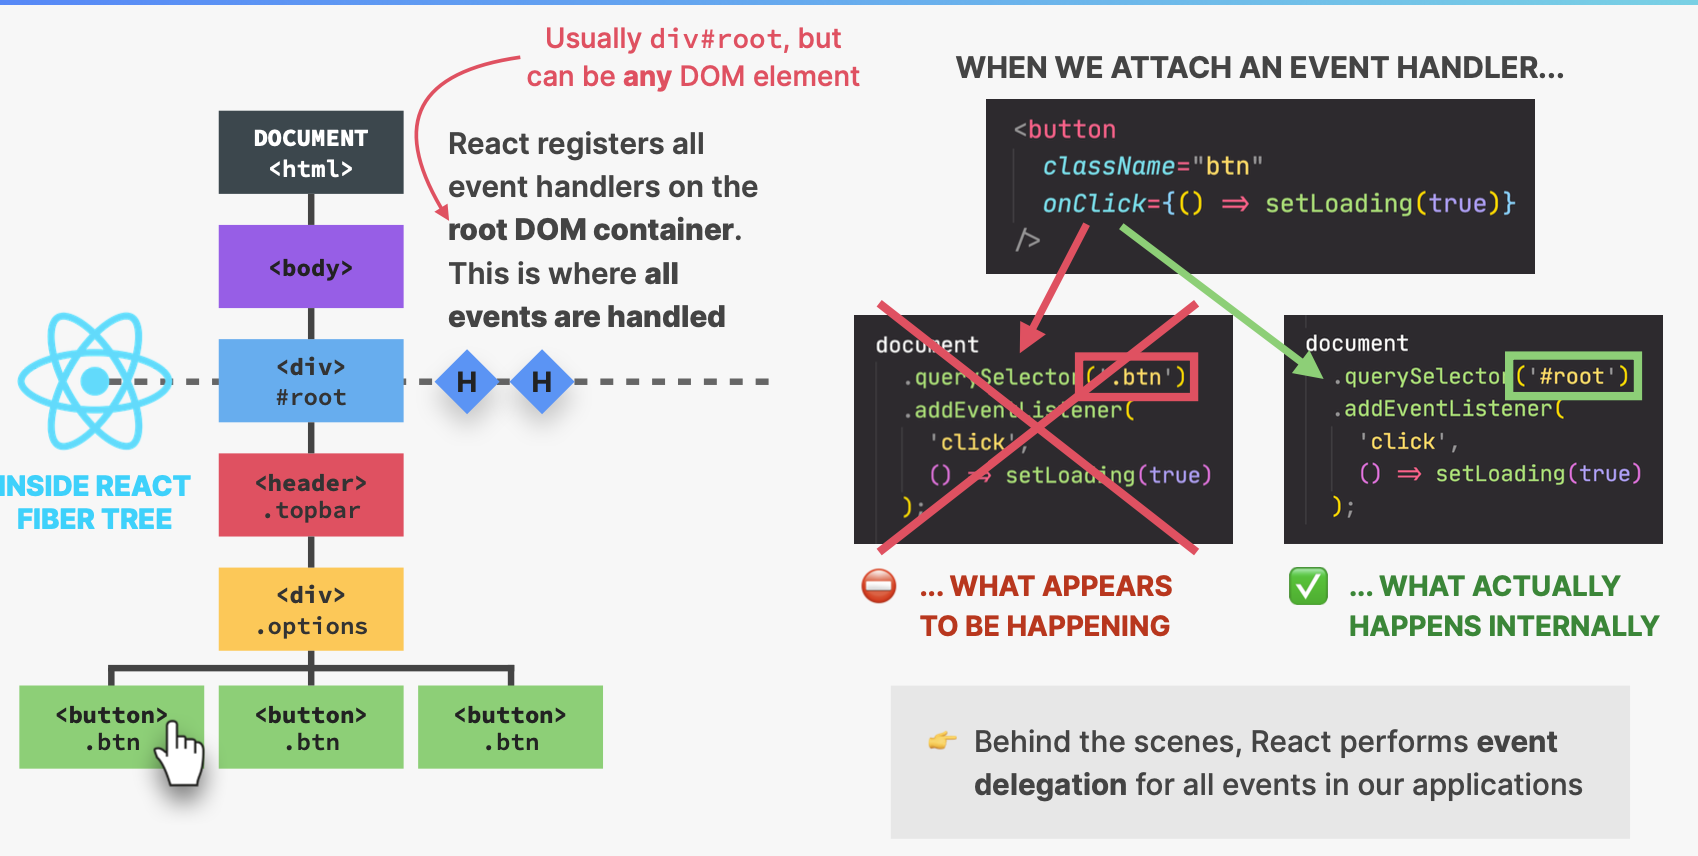 Usually div#root, but
can be any DOM element
DOCUMENT
<html>
<body>
<div>
#root
<header>
.topbar
<div>
.options
<button>
.btn
<button>
.btn
<button>
.btn
INSIDE REACT
FIBER TREE
React registers all
event handlers on the
root DOM container.
This is where all
events are handled
H
H
WHEN WE ATTACH AN EVENT HANDLER...
<button
className="btn"
onClick={() => setLoading(true)}
/>
document
.querySelector('.btn')
.addEventListener(
'click',
() => setLoading(true)
);
... WHAT APPEARS
TO BE HAPPENING
document
.querySelector('#root')
.addEventListener(
'click',
() => setLoading(true)
);
... WHAT ACTUALLY
HAPPENS INTERNALLY
👉 Behind the scenes, React performs event
delegation for all events in our applications